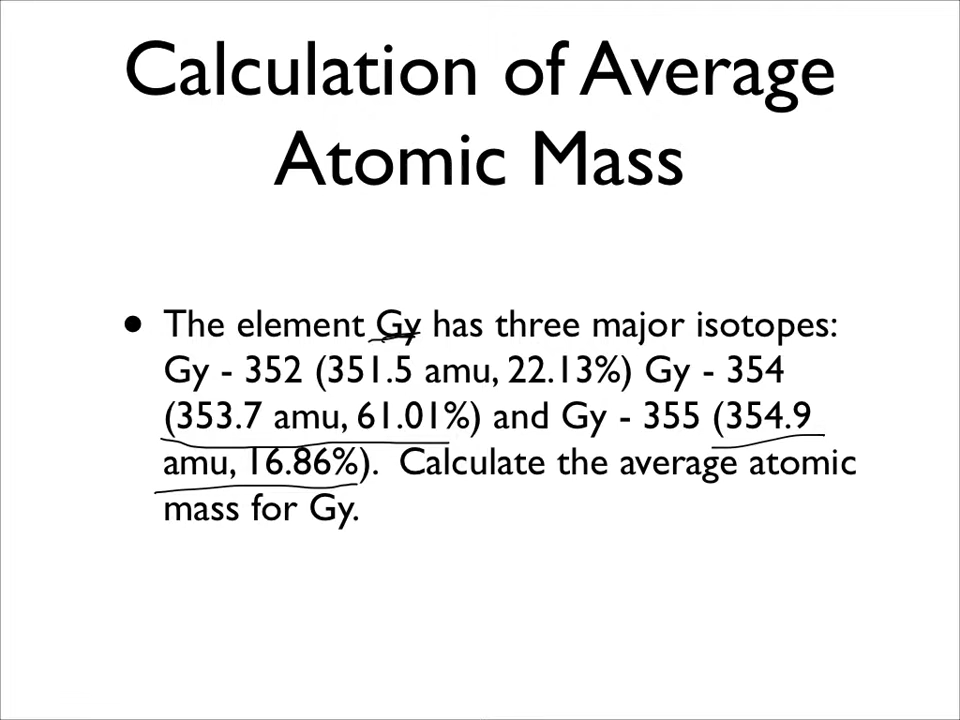 Calculation of Average
Atomic Mass
• The element Gy has three major isotopes:
Gy - 352 (351.5 amu, 22.13%) Gy - 354
(353.7 amu, 61.01%) and Gy - 355 (354.9
amu, 16.86%). Calculate the average atomic
mass for Gy.